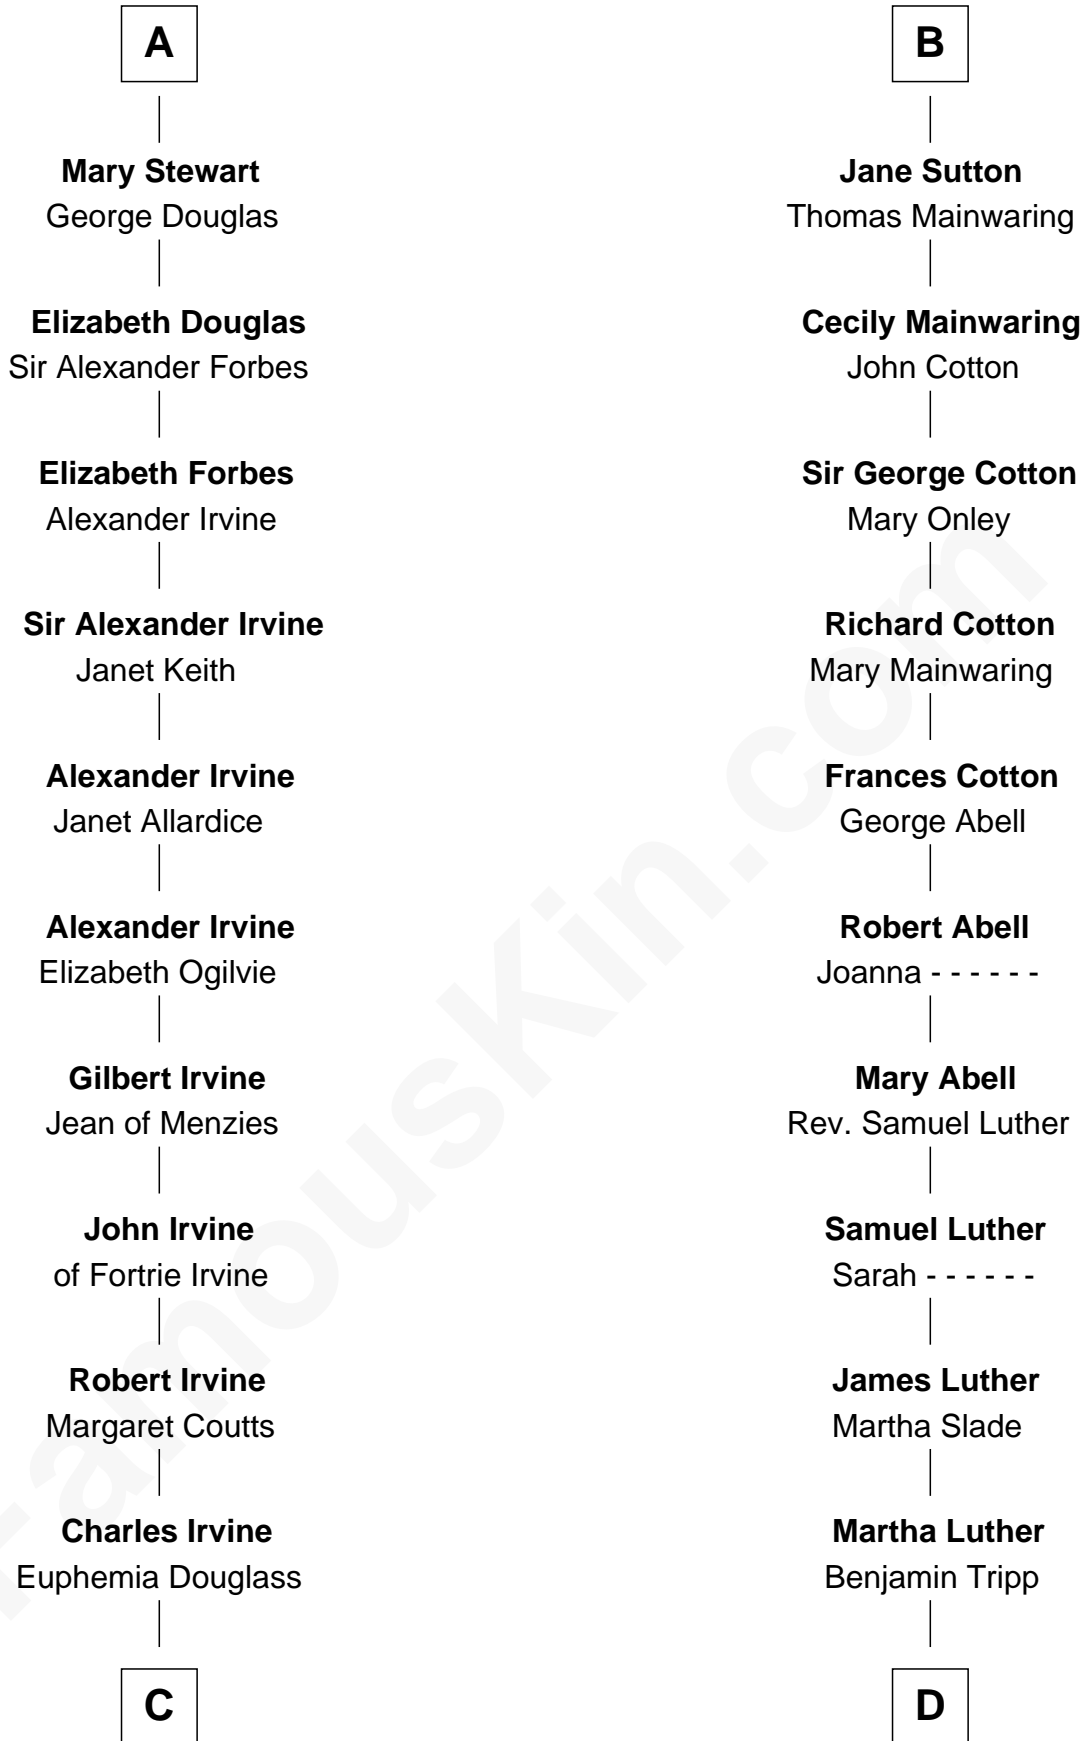 A
Mary Stewart
George Douglas
Elizabeth Douglas
Sir Alexander Forbes
Elizabeth Forbes
Alexander Irvine
Sir Alexander Irvine
Janet Keith
Alexander Irvine
Janet Allardice
Alexander Irvine
Elizabeth Ogilvie
Gilbert Irvine
Jean of Menzies
John Irvine
of Fortrie Irvine
Robert Irvine
Margaret Coutts
Charles Irvine
Euphemia Douglass
C
B
Jane Sutton
Thomas Mainwaring
Cecily Mainwaring
John Cotton
Sir George Cotton
Mary Onley
Richard Cotton
Mary Mainwaring
Frances Cotton
George Abell
Robert Abell
Joanna - - - - - -
Mary Abell
Rev. Samuel Luther
Samuel Luther
Sarah - - - - - -
James Luther
Martha Slade
Martha Luther
Benjamin Tripp
D
FamousKin.com